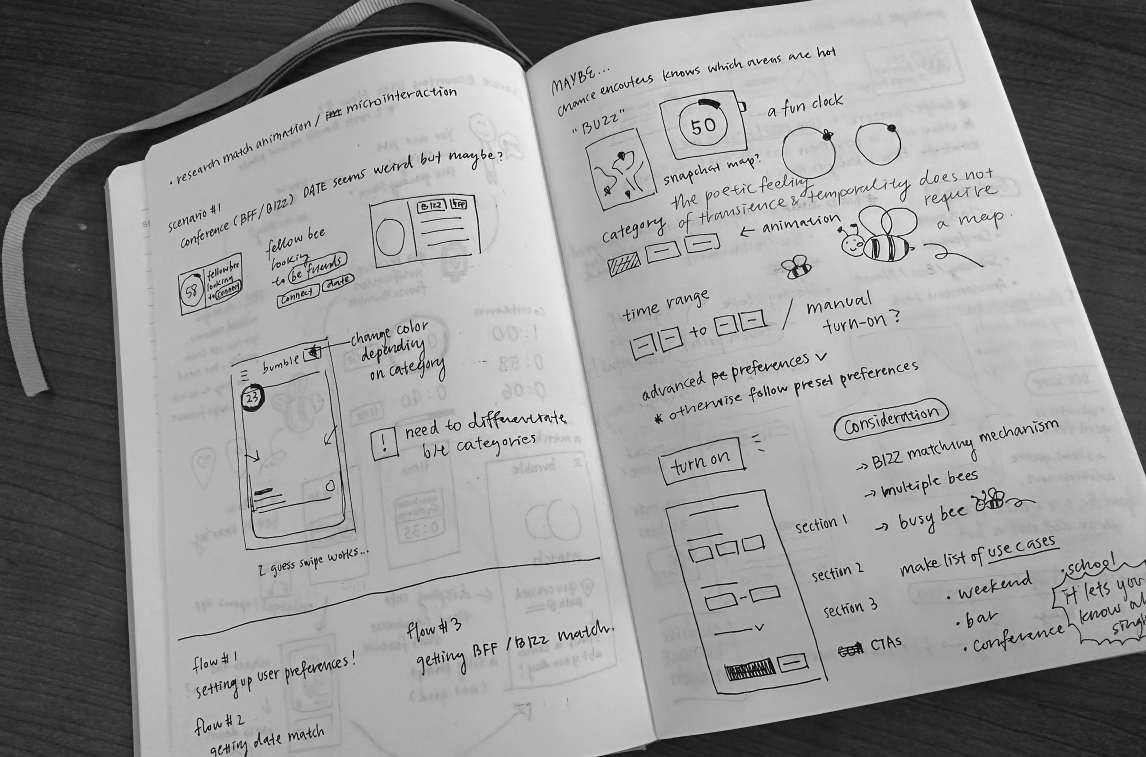 • research match animation / microinteraction
scenario #1
conference (BFF/BIZZ) DATE seems weird but maybe?
BIZZ BFF
58
fellow bee
looking
to connect
fellow bee
looking
to be friends
connect date
bumble
23
change color
depending
on category
! need to differentiate
b/t categories
I guess swipe works...
flow #1
setting up user preferences!
flow #2
getting date match
flow #3
getting BFF / BIZZ match.
MAYBE...
chance encouters knows which areas are hot
"BUZZ"
50
a fun clock
snapchat map?
the poetic feeling
of transience & temporality does not
require
a map.
category
← animation
time range
to
/ manual
turn-on?
advanced preferences ∨
* otherwise follow preset preferences
turn on
section 1
section 2
section 3
CTAs
Consideration
→ BIZZ matching mechanism
→ multiple bees
→ busy bee
make list of use cases
• weekend
• bar
• conference
• school
it lets you
know